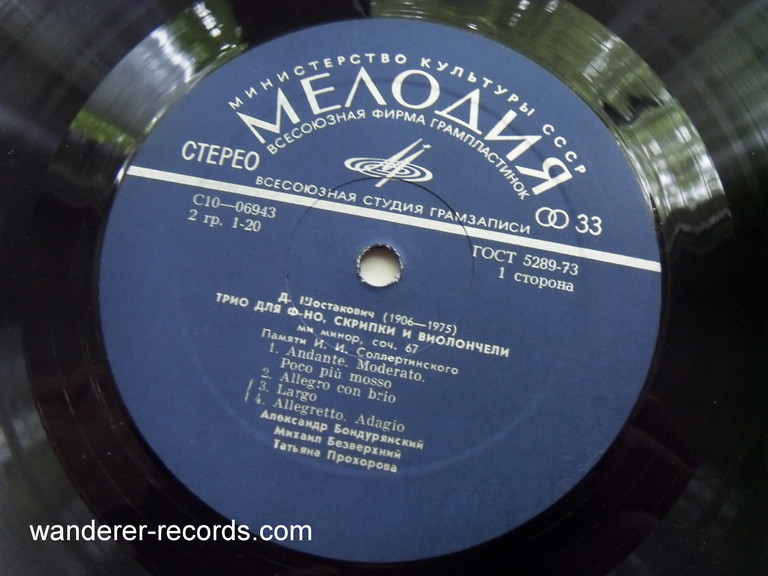 МИНИСТЕРСТВО КУЛЬТУРЫ СССР
МЕЛОДИЯ
ВСЕСОЮЗНАЯ ФИРМА ГРАМПЛАСТИНОК
СТЕРЕО
ВСЕСОЮЗНАЯ СТУДИЯ ГРАМЗАПИСИ
33
С10—06943
2 гр. 1-20
ГОСТ 5289-73
1 сторона
Д. Шостакович (1906—1975)
ТРИО ДЛЯ Ф-НО, СКРИПКИ И ВИОЛОНЧЕЛИ
ми минор, соч. 67
Памяти И. И. Соллертинского
1. Andante. Moderato.
Poco più mosso
2. Allegro con brio
3. Largo
4. Allegretto. Adagio
Александр Бондурянский
Михаил Безверхний
Татьяна Прохорова
wanderer-records.com